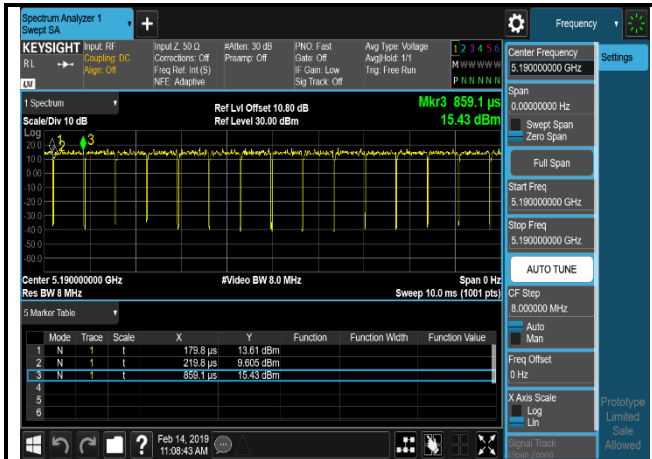 Spectrum Analyzer 1
Swept SA
+
Frequency
KEYSIGHT
RL
LXI
Input: RF
Coupling: DC
Align: Off
Input Z: 50 Ω
Corrections: Off
Freq Ref: Int (S)
NFE: Adaptive
#Atten: 30 dB
Preamp: Off
PNO: Fast
Gate: Off
IF Gain: Low
Sig Track: Off
Avg Type: Voltage
Avg|Hold: 1/1
Trig: Free Run
1 2 3 4 5 6
M W W W W W
P N N N N N
1 Spectrum
Scale/Div 10 dB
Ref Lvl Offset 10.80 dB
Ref Level 30.00 dBm
Mkr3 859.1 µs
15.43 dBm
Log
20.0
10.0
0.00
-10.0
-20.0
-30.0
-40.0
-50.0
-60.0
1
2
3
Center 5.190000000 GHz
Res BW 8 MHz
#Video BW 8.0 MHz
Span 0 Hz
Sweep 10.0 ms (1001 pts)
5 Marker Table
Mode Trace Scale X Y Function Function Width Function Value
1 N 1 t 179.8 µs 13.61 dBm
2 N 1 t 219.8 µs 9.605 dBm
3 N 1 t 859.1 µs 15.43 dBm
4
5
6
?
Feb 14, 2019
11:08:43 AM
Center Frequency
5.190000000 GHz
Span
0.00000000 Hz
Swept Span
Zero Span
Full Span
Start Freq
5.190000000 GHz
Stop Freq
5.190000000 GHz
AUTO TUNE
CF Step
8.000000 MHz
Auto
Man
Freq Offset
0 Hz
X Axis Scale
Log
Lin
Signal Track
(Span Zoom)
Settings
Prototype
Limited
Sale
Allowed